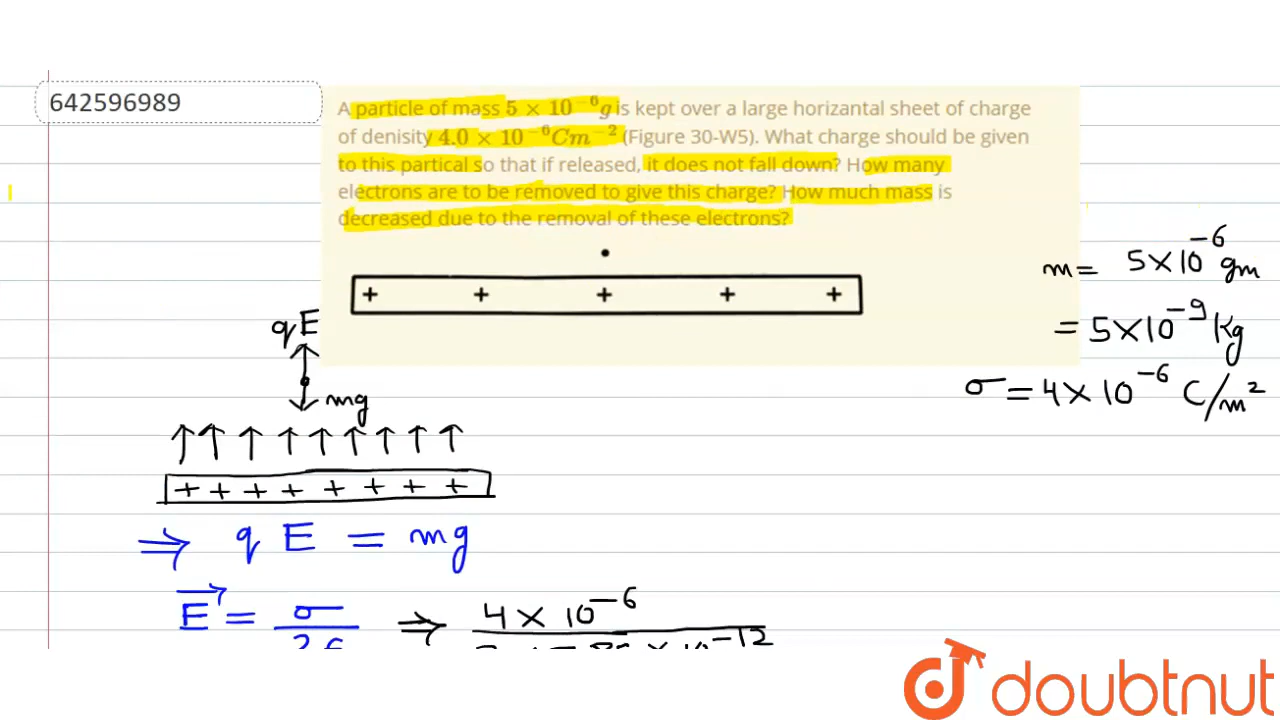 642596989
A particle of mass 5 × 10⁻⁶ g is kept over a large horizantal sheet of charge
of denisity 4.0 × 10⁻⁶ Cm⁻² (Figure 30-W5). What charge should be given
to this partical so that if released, it does not fall down? How many
electrons are to be removed to give this charge? How much mass is
decreased due to the removal of these electrons?
+ + + + +
m = 5×10⁻⁶ gm
= 5×10⁻⁹ Kg
σ = 4×10⁻⁶ C/m²
qE
mg
+ + + + + + + +
⇒ qE = mg
E⃗ = σ/2ε ⇒ 4 × 10⁻⁶
× 10⁻¹²
doubtnut